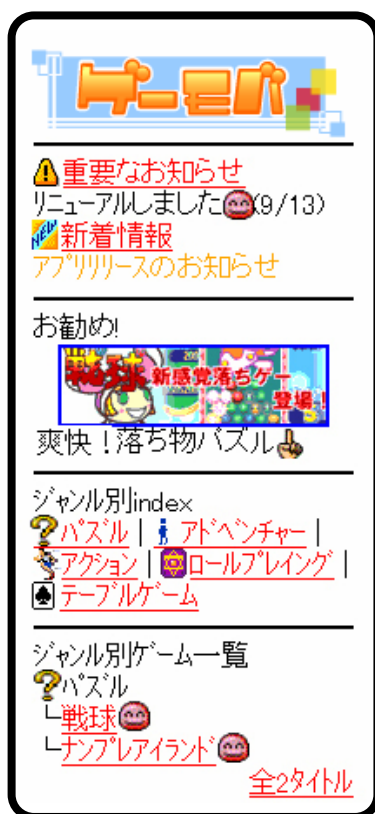 ゲーモバ
重要なお知らせ
リニューアルしました(9/13)
NEW 新着情報
アプリリリースのお知らせ
お勧め!
戦球 新感覚落ちゲー
登場!
爽快!落ち物パズル
ジャンル別index
パズル | アドベンチャー |
アクション | ロールプレイング |
テーブルゲーム
ジャンル別ゲーム一覧
パズル
└戦球
└ナンプレアイランド
全2タイトル